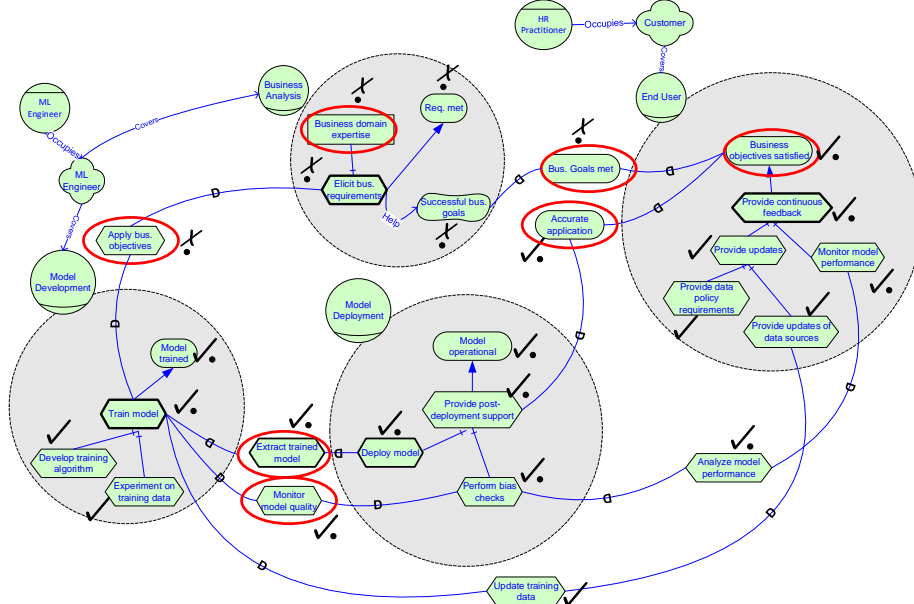 HR
Practitioner
Occupies
Customer
Covers
End User
ML
Engineer
Occupies
ML
Engineer
Covers
Business
Analysis
Covers
Model
Development
Business domain
expertise
Req. met
Elicit bus.
requirements
Help
Successful bus.
goals
D
Apply bus.
objectives
D
D
Bus. Goals met
D
Accurate
application
D
Business
objectives satisfied
Provide continuous
feedback
Provide updates
Monitor model
performance
Provide data
policy
requirements
Provide updates of
data sources
Model
Deployment
Model
operational
Provide post-
deployment support
D
Model
trained
Train model
Develop training
algorithm
Experiment on
training data
D
Extract trained
model
D
Deploy model
D
Monitor
model quality
D
Perform bias
checks
D
Analyze model
performance
D
D
Update training
data
D